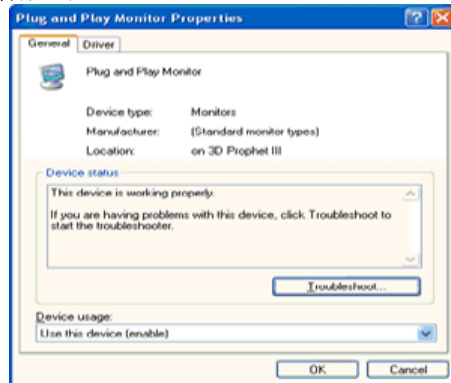 Plug and Play Monitor Properties
General Driver
Plug and Play Monitor
Device type: Monitors
Manufacturer: (Standard monitor types)
Location: on 3D Prophet III
Device status
This device is working properly.
If you are having problems with this device, click Troubleshoot to
start the troubleshooter.
Troubleshoot...
Device usage:
Use this device (enable)
OK Cancel